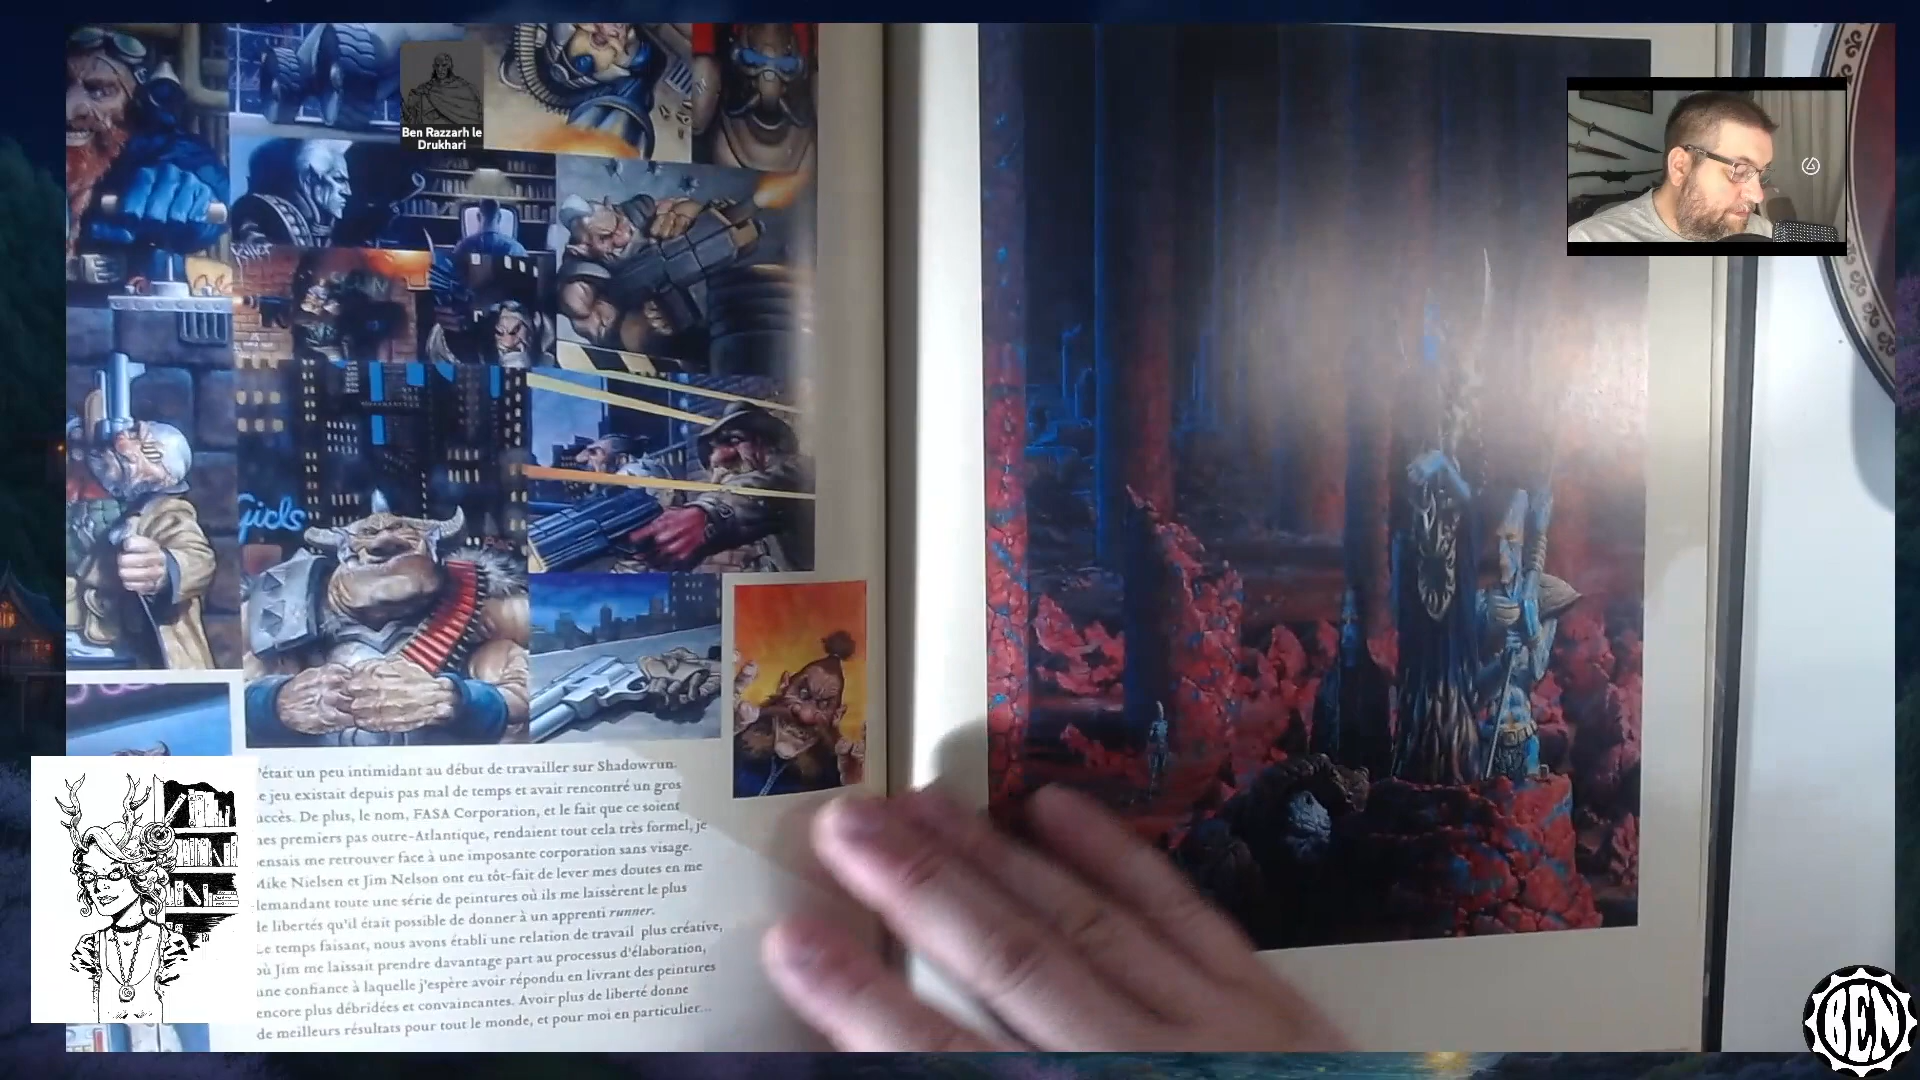 Ben Razzarh le
Drukhari
Killer
Girls
'était un peu intimidant au début de travailler sur Shadowrun.
e jeu existait depuis pas mal de temps et avait rencontré un gros
uccès. De plus, le nom, FASA Corporation, et le fait que ce soient
nes premiers pas outre-Atlantique, rendaient tout cela très formel, je
ensais me retrouver face à une imposante corporation sans visage.
Mike Nielsen et Jim Nelson ont eu tôt-fait de lever mes doutes en me
lemandant toute une série de peintures où ils me laissèrent le plus
le libertés qu'il était possible de donner à un apprenti runner.
Le temps faisant, nous avons établi une relation de travail plus créative,
où Jim me laissait prendre davantage part au processus d'élaboration,
une confiance à laquelle j'espère avoir répondu en livrant des peintures
encore plus débridées et convaincantes. Avoir plus de liberté donne
de meilleurs résultats pour tout le monde, et pour moi en particulier...
BEN